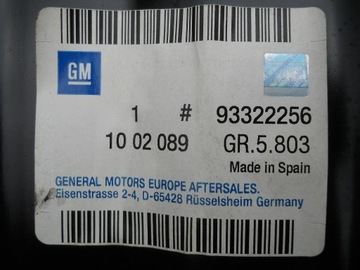 GM
1 # 93322256
10 02 089 GR.5.803
Made in Spain
GENERAL MOTORS EUROPE AFTERSALES.
Eisenstrasse 2-4, D-65428 Rüsselsheim Germany